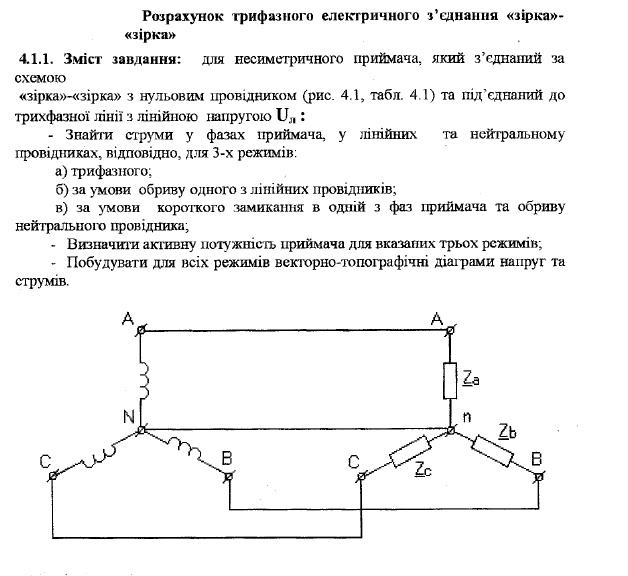 Розрахунок трифазного електричного з’єднання «зірка»-
«зірка»
4.1.1. Зміст завдання: для несиметричного приймача, який з’єднаний за
схемою
«зірка»-«зірка» з нульовим провідником (рис. 4.1, табл. 4.1) та під’єднаний до
трихфазної лінії з лінійною напругою Uл :
- Знайти струми у фазах приймача, у лінійних та нейтральному
провідниках, відповідно, для 3-х режимів:
а) трифазного;
б) за умови обриву одного з лінійних провідників;
в) за умови короткого замикання в одній з фаз приймача та обриву
нейтрального провідника;
- Визначити активну потужність приймача для вказаних трьох режимів;
- Побудувати для всіх режимів векторно-топографічні діаграми напруг та
струмів.
A A
Za
N n
Zb
C B C Zc B